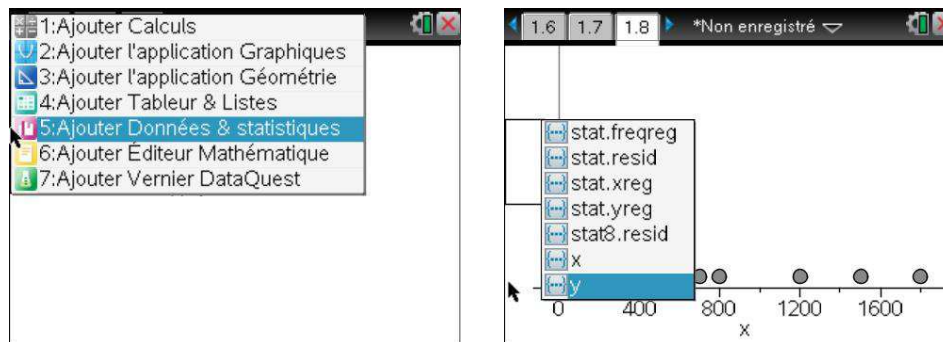 1:Ajouter Calculs
2:Ajouter l'application Graphiques
3:Ajouter l'application Géométrie
4:Ajouter Tableur & Listes
5:Ajouter Données & statistiques
6:Ajouter Éditeur Mathématique
7:Ajouter Vernier DataQuest
1.6 1.7 1.8 *Non enregistré
stat.freqreg
stat.resid
stat.xreg
stat.yreg
stat8.resid
x
y
0 400 800 1200 1600
x